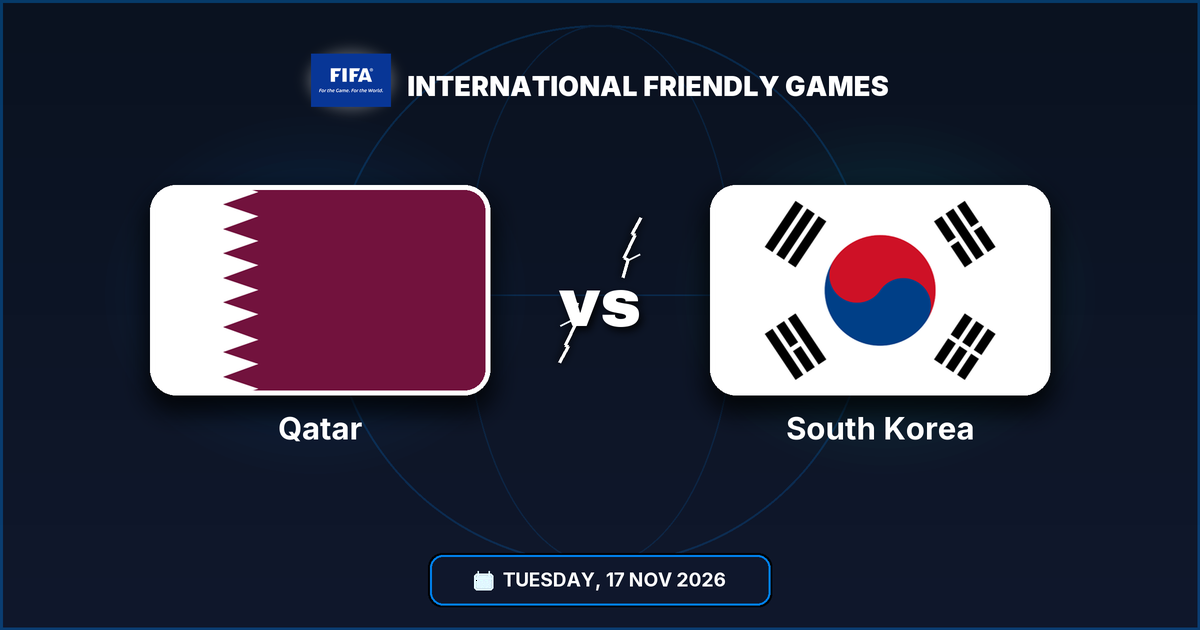 FIFA®
For the Game. For the World.
INTERNATIONAL FRIENDLY GAMES
vs
Qatar
South Korea
TUESDAY, 17 NOV 2026